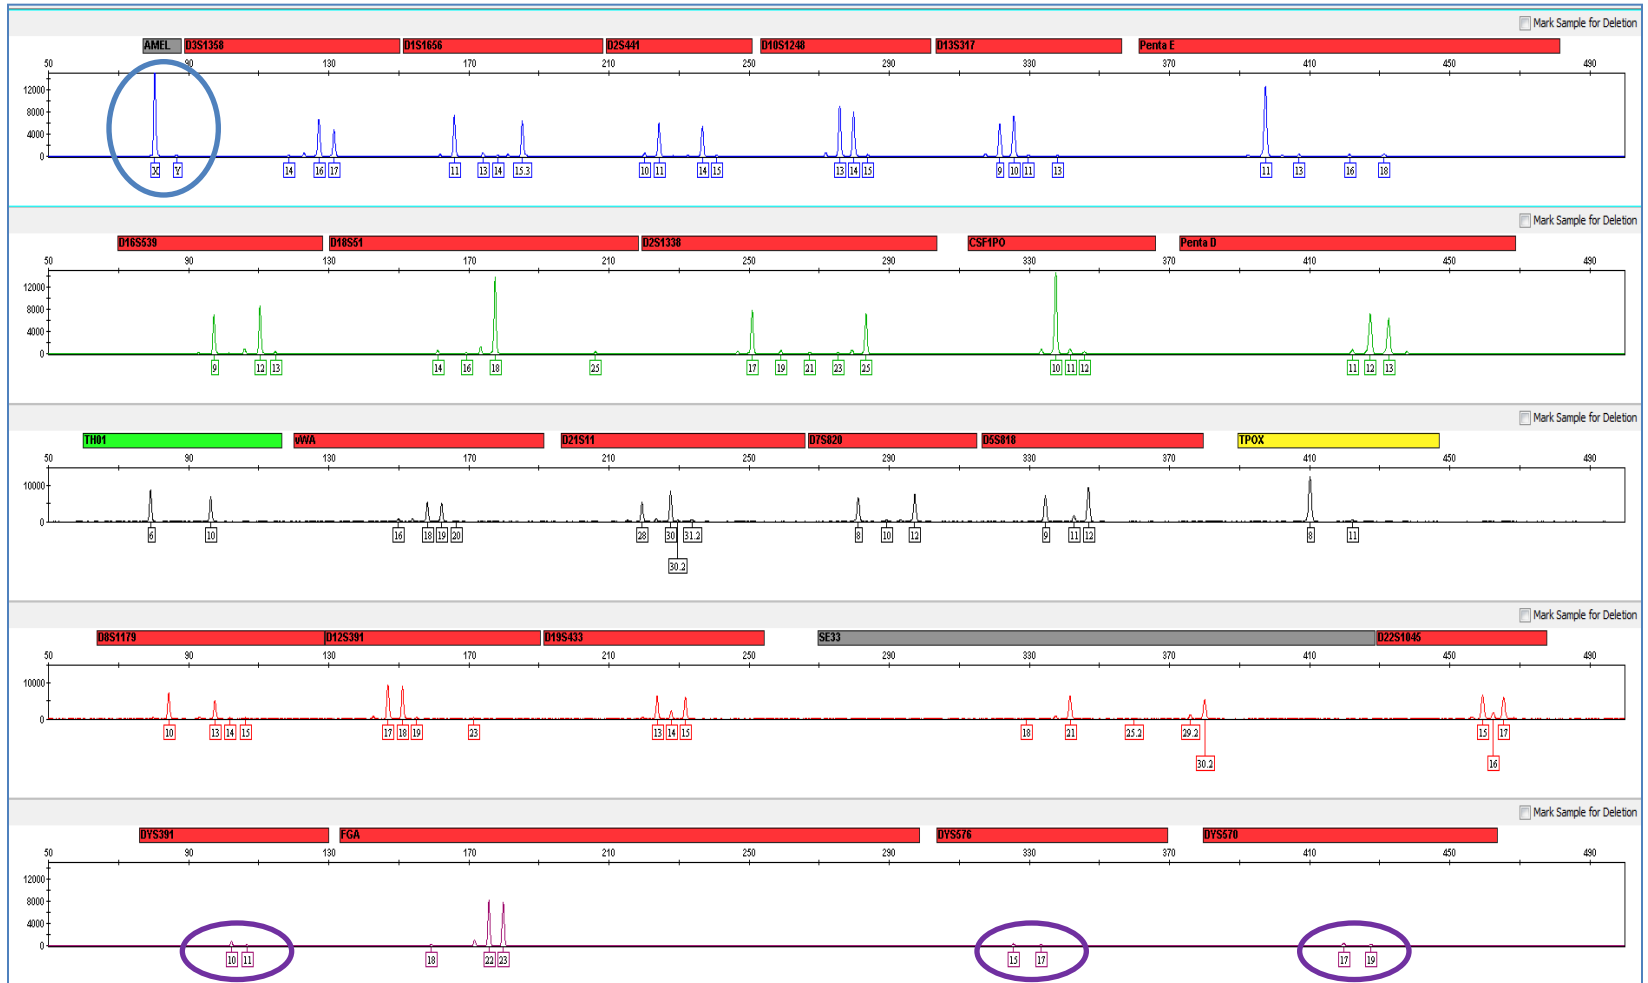 Mark Sample for Deletion
AMEL D3S1358 D1S1656 D2S441 D10S1248 D13S317 Penta E
50 90 130 170 210 250 290 330 370 410 450 490
12000
8000
4000
0
X Y 14 16 17 11 13 14 15.3 10 11 14 15 13 14 15 9 10 11 13 11 13 16 18
Mark Sample for Deletion
D16S539 D18S51 D2S1338 CSF1PO Penta D
50 90 130 170 210 250 290 330 370 410 450 490
12000
8000
4000
0
9 12 13 14 16 18 25 17 19 21 23 25 10 11 12 11 12 13
Mark Sample for Deletion
TH01 vWA D21S11 D7S820 D5S818 TPOX
50 90 130 170 210 250 290 330 370 410 450 490
10000
0
6 10 16 18 19 20 28 30 31.2 8 10 12 9 11 12 8 11
30.2
Mark Sample for Deletion
D8S1179 D12S391 D19S433 SE33 D22S1045
50 90 130 170 210 250 290 330 370 410 450 490
10000
0
10 13 14 15 17 18 19 23 13 14 15 18 21 25.2 29.2 15 17
30.2 16
Mark Sample for Deletion
DYS391 FGA DYS576 DYS570
50 90 130 170 210 250 290 330 370 410 450 490
12000
8000
4000
0
10 11 18 22 23 15 17 17 19